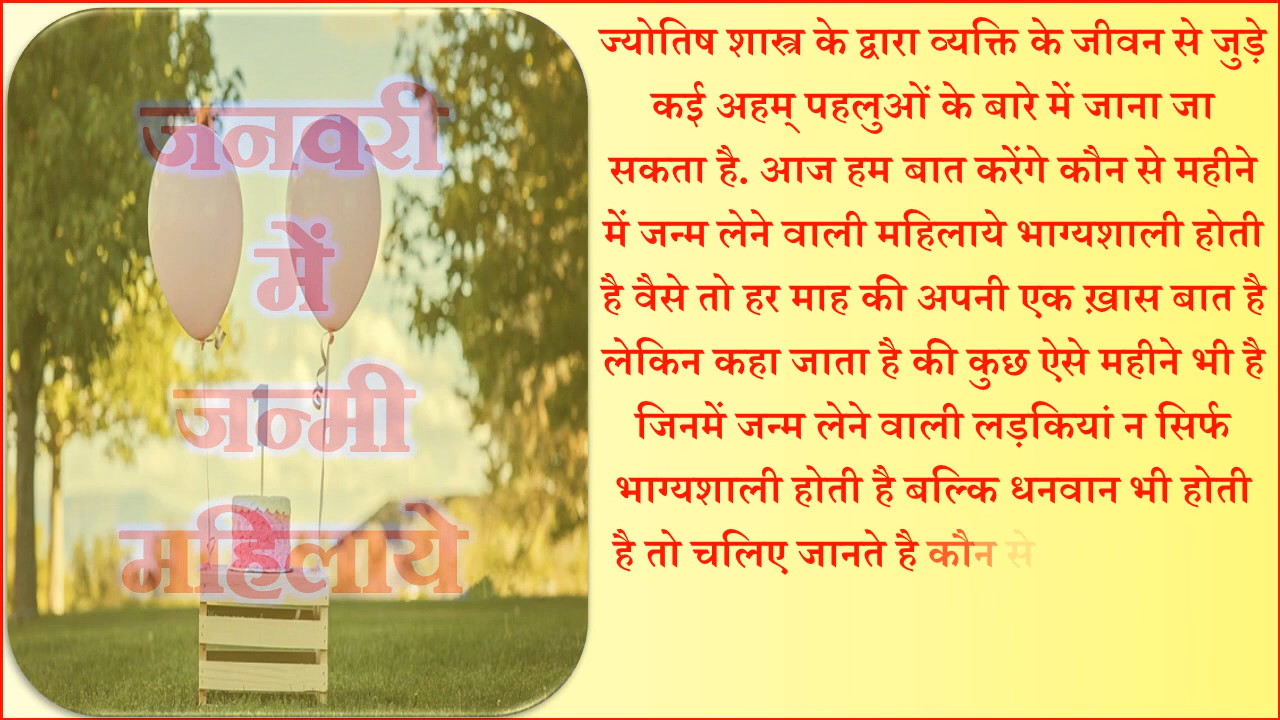 जनवरी
में
जन्मी
महिलाये
ज्योतिष शास्त्र के द्वारा व्यक्ति के जीवन से जुड़े
कई अहम् पहलुओं के बारे में जाना जा
सकता है. आज हम बात करेंगे कौन से महीने
में जन्म लेने वाली महिलाये भाग्यशाली होती
है वैसे तो हर माह की अपनी एक ख़ास बात है
लेकिन कहा जाता है की कुछ ऐसे महीने भी है
जिनमें जन्म लेने वाली लड़कियां न सिर्फ
भाग्यशाली होती है बल्कि धनवान भी होती
है तो चलिए जानते है कौन से
1